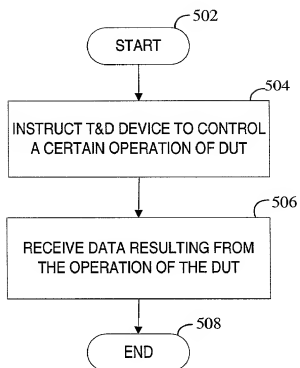 502
START
504
INSTRUCT T&D DEVICE TO CONTROL
A CERTAIN OPERATION OF DUT
506
RECEIVE DATA RESULTING FROM
THE OPERATION OF THE DUT
508
END